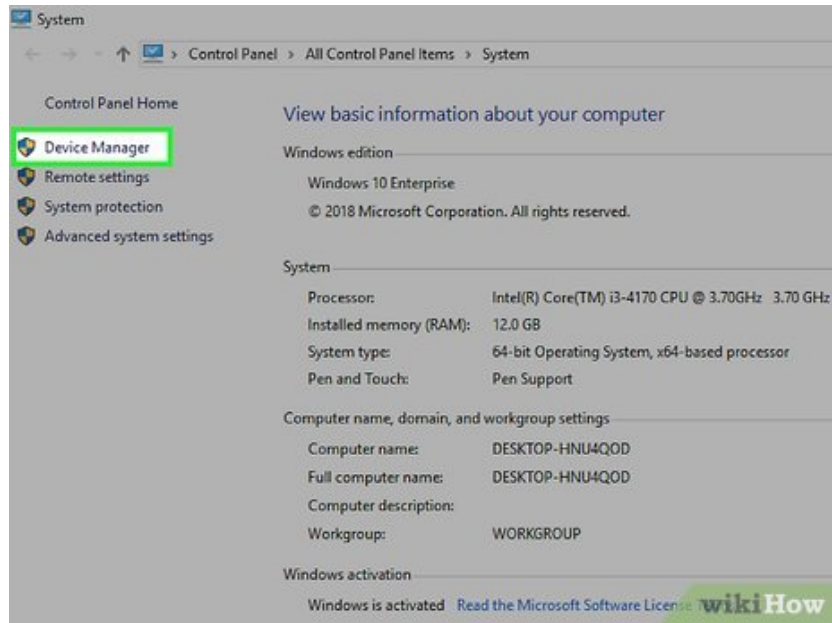 System
Control Panel > All Control Panel Items > System
Control Panel Home
Device Manager
Remote settings
System protection
Advanced system settings
View basic information about your computer
Windows edition
Windows 10 Enterprise
© 2018 Microsoft Corporation. All rights reserved.
System
Processor: Intel(R) Core(TM) i3-4170 CPU @ 3.70GHz 3.70 GHz
Installed memory (RAM): 12.0 GB
System type: 64-bit Operating System, x64-based processor
Pen and Touch: Pen Support
Computer name, domain, and workgroup settings
Computer name: DESKTOP-HNU4QOD
Full computer name: DESKTOP-HNU4QOD
Computer description:
Workgroup: WORKGROUP
Windows activation
Windows is activated Read the Microsoft Software License
wikiHow